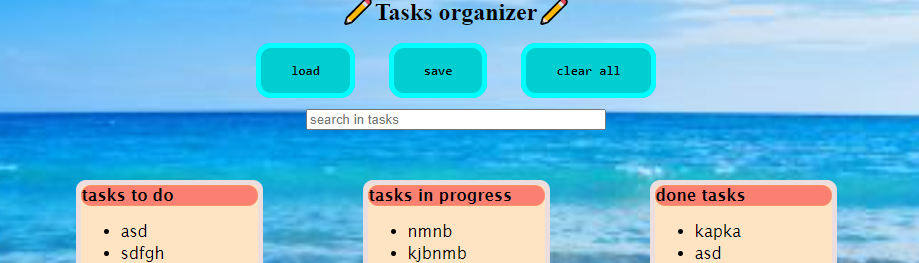 Tasks organizer
load save clear all
search in tasks
tasks to do
asd
sdfgh
tasks in progress
nmnb
kjbnmb
done tasks
kapka
asd